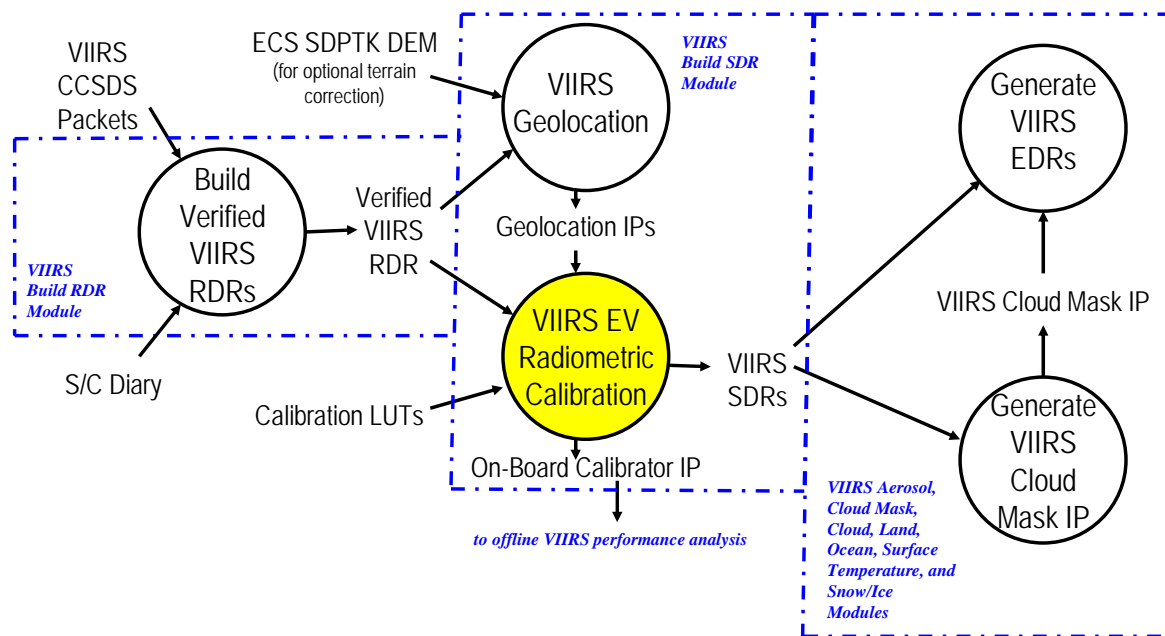 VIIRS
CCSDS
Packets
ECS SDPTK DEM
(for optional terrain
correction)
VIIRS
Build SDR
Module
VIIRS
Geolocation
Generate
VIIRS
EDRs
Build
Verified
VIIRS
RDRs
VIIRS
Build RDR
Module
Verified
VIIRS
RDR
Geolocation IPs
S/C Diary
Calibration LUTs
VIIRS EV
Radiometric
Calibration
VIIRS
SDRs
VIIRS Cloud Mask IP
Generate
VIIRS
Cloud
Mask IP
On-Board Calibrator IP
to offline VIIRS performance analysis
VIIRS Aerosol,
Cloud Mask,
Cloud, Land,
Ocean, Surface
Temperature, and
Snow/Ice
Modules